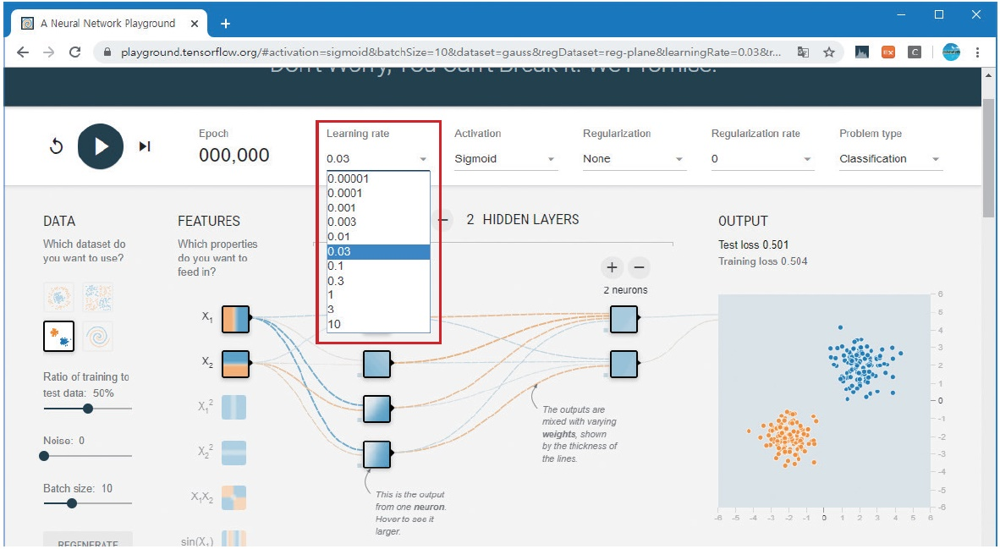 A Neural Network Playground
playground.tensorflow.org/#activation=sigmoid&batchSize=10&dataset=gauss&regDataset=reg-plane&learningRate=0.03&r...
Don't Worry, You Can't Break It. We Promise.
Epoch
000,000
Learning rate
0.03
Activation
Sigmoid
Regularization
None
Regularization rate
0
Problem type
Classification
0.00001
0.0001
0.001
0.003
0.01
0.03
0.1
0.3
1
3
10
DATA
Which dataset do
you want to use?
Ratio of training to
test data: 50%
Noise: 0
Batch size: 10
REGENERATE
FEATURES
Which properties
do you want to
feed in?
X1
X2
X1²
X2²
X1X2
sin(X1)
2 HIDDEN LAYERS
2 neurons
The outputs are
mixed with varying
weights, shown
by the thickness of
the lines.
This is the output
from one neuron.
Hover to see it
larger.
OUTPUT
Test loss 0.501
Training loss 0.504
6
5
4
3
2
1
0
-1
-2
-3
-4
-5
-6
-6 -5 -4 -3 -2 -1 0 1 2 3 4 5 6